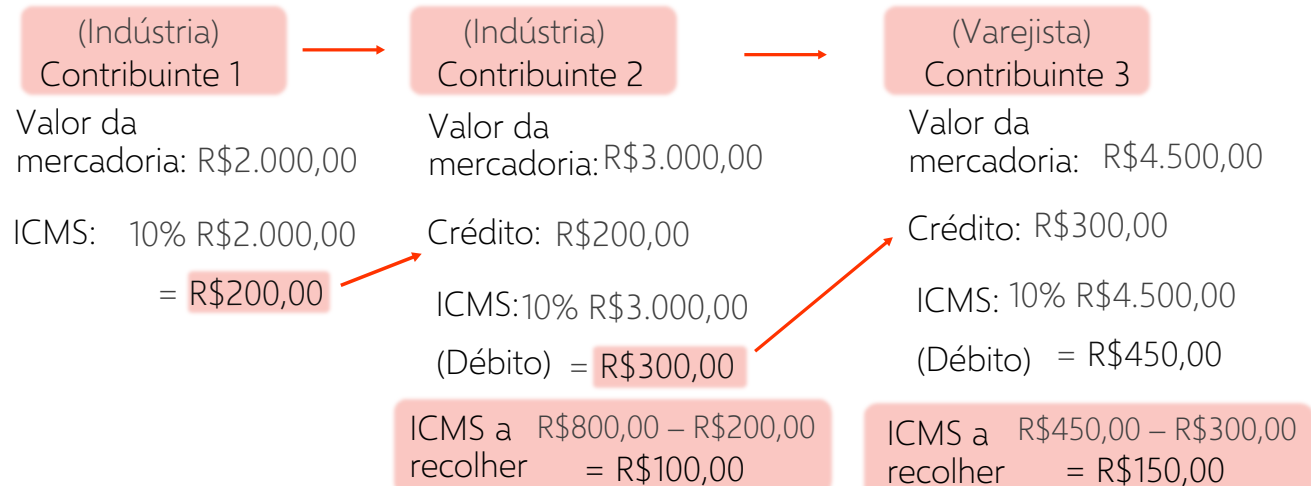 (Indústria)
Contribuinte 1
Valor da
mercadoria: R$2.000,00
ICMS: 10% R$2.000,00
= R$200,00
(Indústria)
Contribuinte 2
Valor da
mercadoria: R$3.000,00
Crédito: R$200,00
ICMS: 10% R$3.000,00
(Débito) = R$300,00
ICMS a R$800,00 – R$200,00
recolher = R$100,00
(Varejista)
Contribuinte 3
Valor da
mercadoria: R$4.500,00
Crédito: R$300,00
ICMS: 10% R$4.500,00
(Débito) = R$450,00
ICMS a R$450,00 – R$300,00
recolher = R$150,00